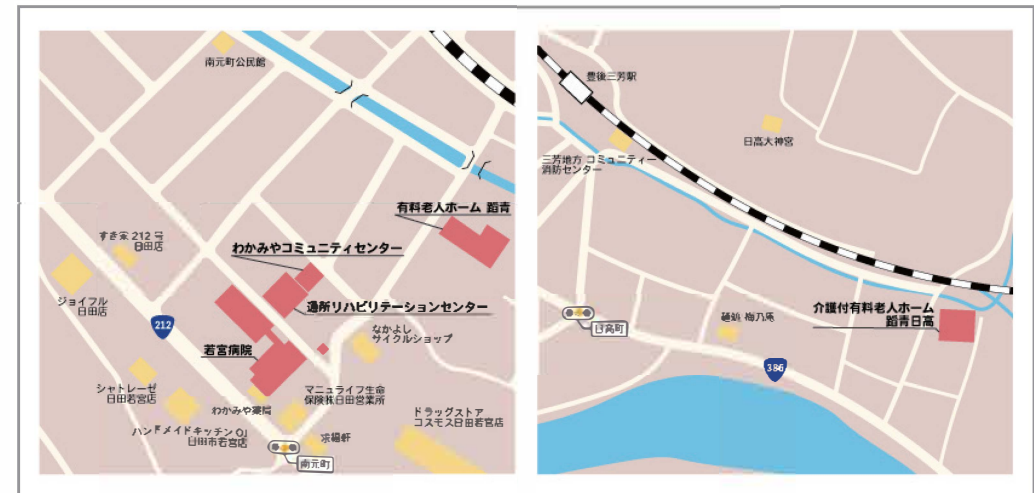 南元町公民館
有料老人ホーム 蹈青
すき家 212 号
日田店
わかみやコミュニティセンター
ジョイフル
日田店
通所リハビリテーションセンター
212
なかよし
サイクルショップ
若宮病院
シャトレーゼ
日田若宮店
わかみや薬局
マニュライフ生命
保険㈱日田営業所
ハンドメイドキッチン OJ
日田市若宮店
ドラッグストア
コスモス日田若宮店
南元町
豊後三芳駅
日高大神宮
三芳地方 コミュニティー
消防センター
介護付有料老人ホーム
蹈青日高
日高町
麺処 梅乃庵
386